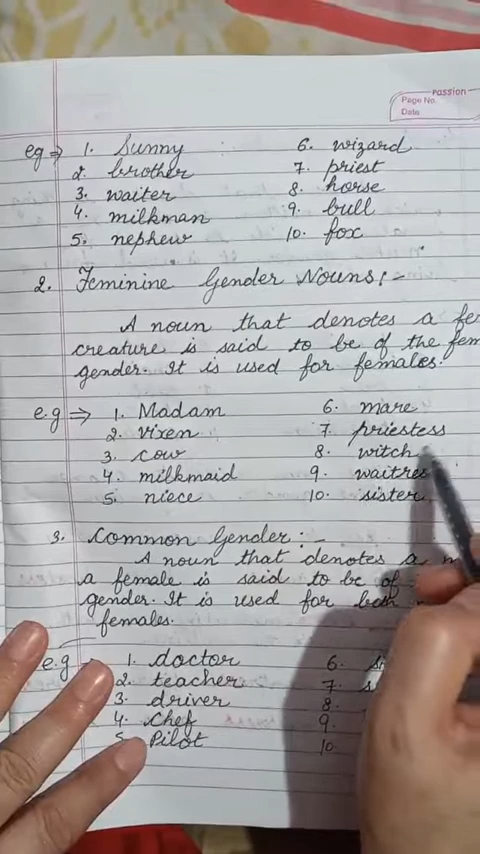 Passion
Page No.
Date
eg ⇒ 1. Sunny 6. wizard
2. brother 7. priest
3. waiter 8. horse
4. milkman 9. bull
5. nephew 10. fox
2. Feminine Gender Nouns:-
A noun that denotes a
creature is said to be of the
gender. It is used for females.
e.g ⇒ 1. Madam 6. mare
2. vixen 7. priestess
3. cow 8. witch
4. milkmaid 9. waitres
5. niece 10. sister
3. Common Gender:-
A noun that denotes a
a female is said to be of
gender. It is used for both
females.
e.g 1. doctor 6.
2. teacher 7.
3. driver 8.
4. chef 9.
5. Pilot 10